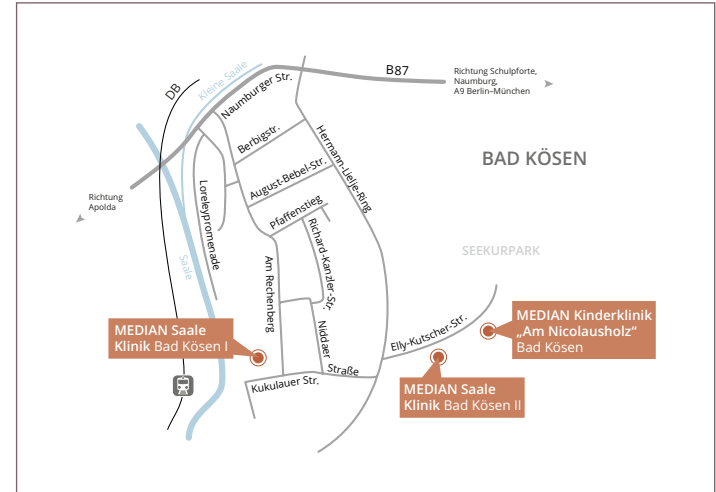 B87
Richtung Schulpforte,
Naumburg,
A9 Berlin–München
DB
Kleine Saale
Naumburger Str.
Berbigstr.
Hermann-Lielje-Ring
BAD KÖSEN
August-Bebel-Str.
Richtung
Apolda
Loreleypromenade
Pfaffenstieg
Richard-Kanzler-Str.
SEEKURPARK
Saale
Am Rechenberg
MEDIAN Saale
Klinik Bad Kösen I
Niddaer
Straße
Elly-Kutscher-Str.
MEDIAN Kinderklinik
„Am Nicolausholz“
Bad Kösen
Kukulauer Str.
MEDIAN Saale
Klinik Bad Kösen II